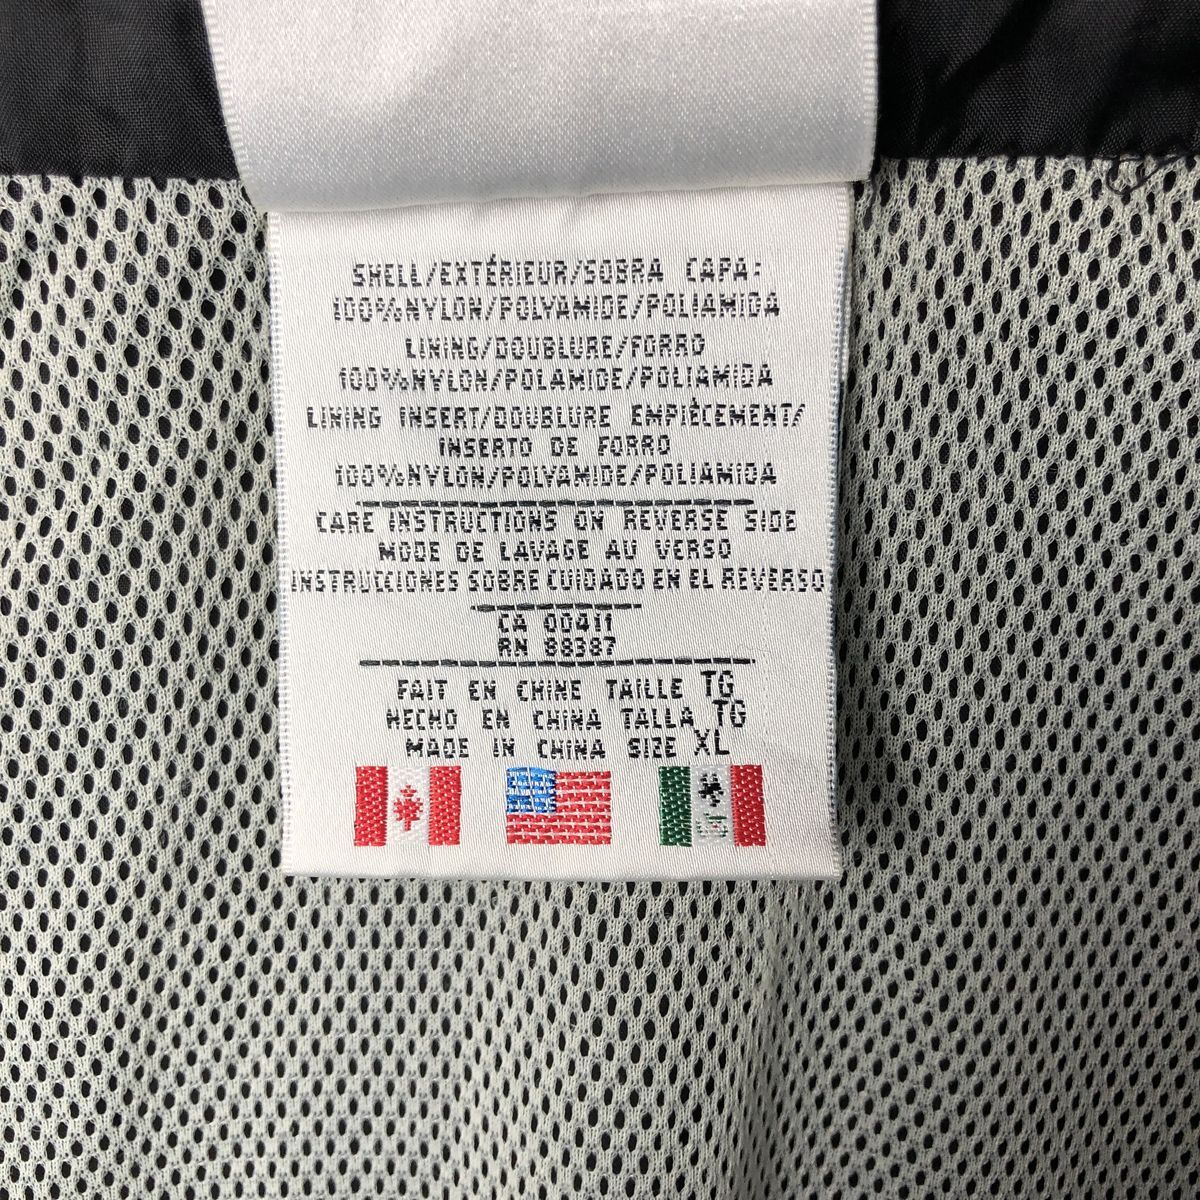 SHELL/EXTÉRIEUR/SOBRA CAPA:
100%NYLON/POLYAMIDE/POLIAMIDA
LINING/DOUBLURE/FORRO
100%NYLON/POLAMIDE/POLIAMIDA
LINING INSERT/DOUBLURE EMPIÈCEMENT/
INSERTO DE FORRO
100%NYLON/POLYAMIDE/POLIAMIDA
CARE INSTRUCTIONS ON REVERSE SIDE
MODE DE LAVAGE AU VERSO
INSTRUCCIONES SOBRE CUIDADO EN EL REVERSO
CA 00411
RN 88387
FAIT EN CHINE TAILLE TG
HECHO EN CHINA TALLA TG
MADE IN CHINA SIZE XL